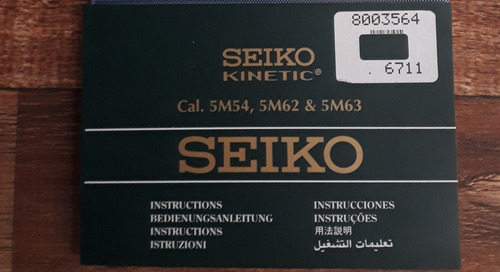 8003564
. 6711
SEIKO
KINETIC®
Cal. 5M54, 5M62 & 5M63
SEIKO
INSTRUCTIONS
BEDIENUNGSANLEITUNG
INSTRUCTIONS
ISTRUZIONI
INSTRUCCIONES
INSTRUÇÕES
用法説明
تعليمات التشغيل